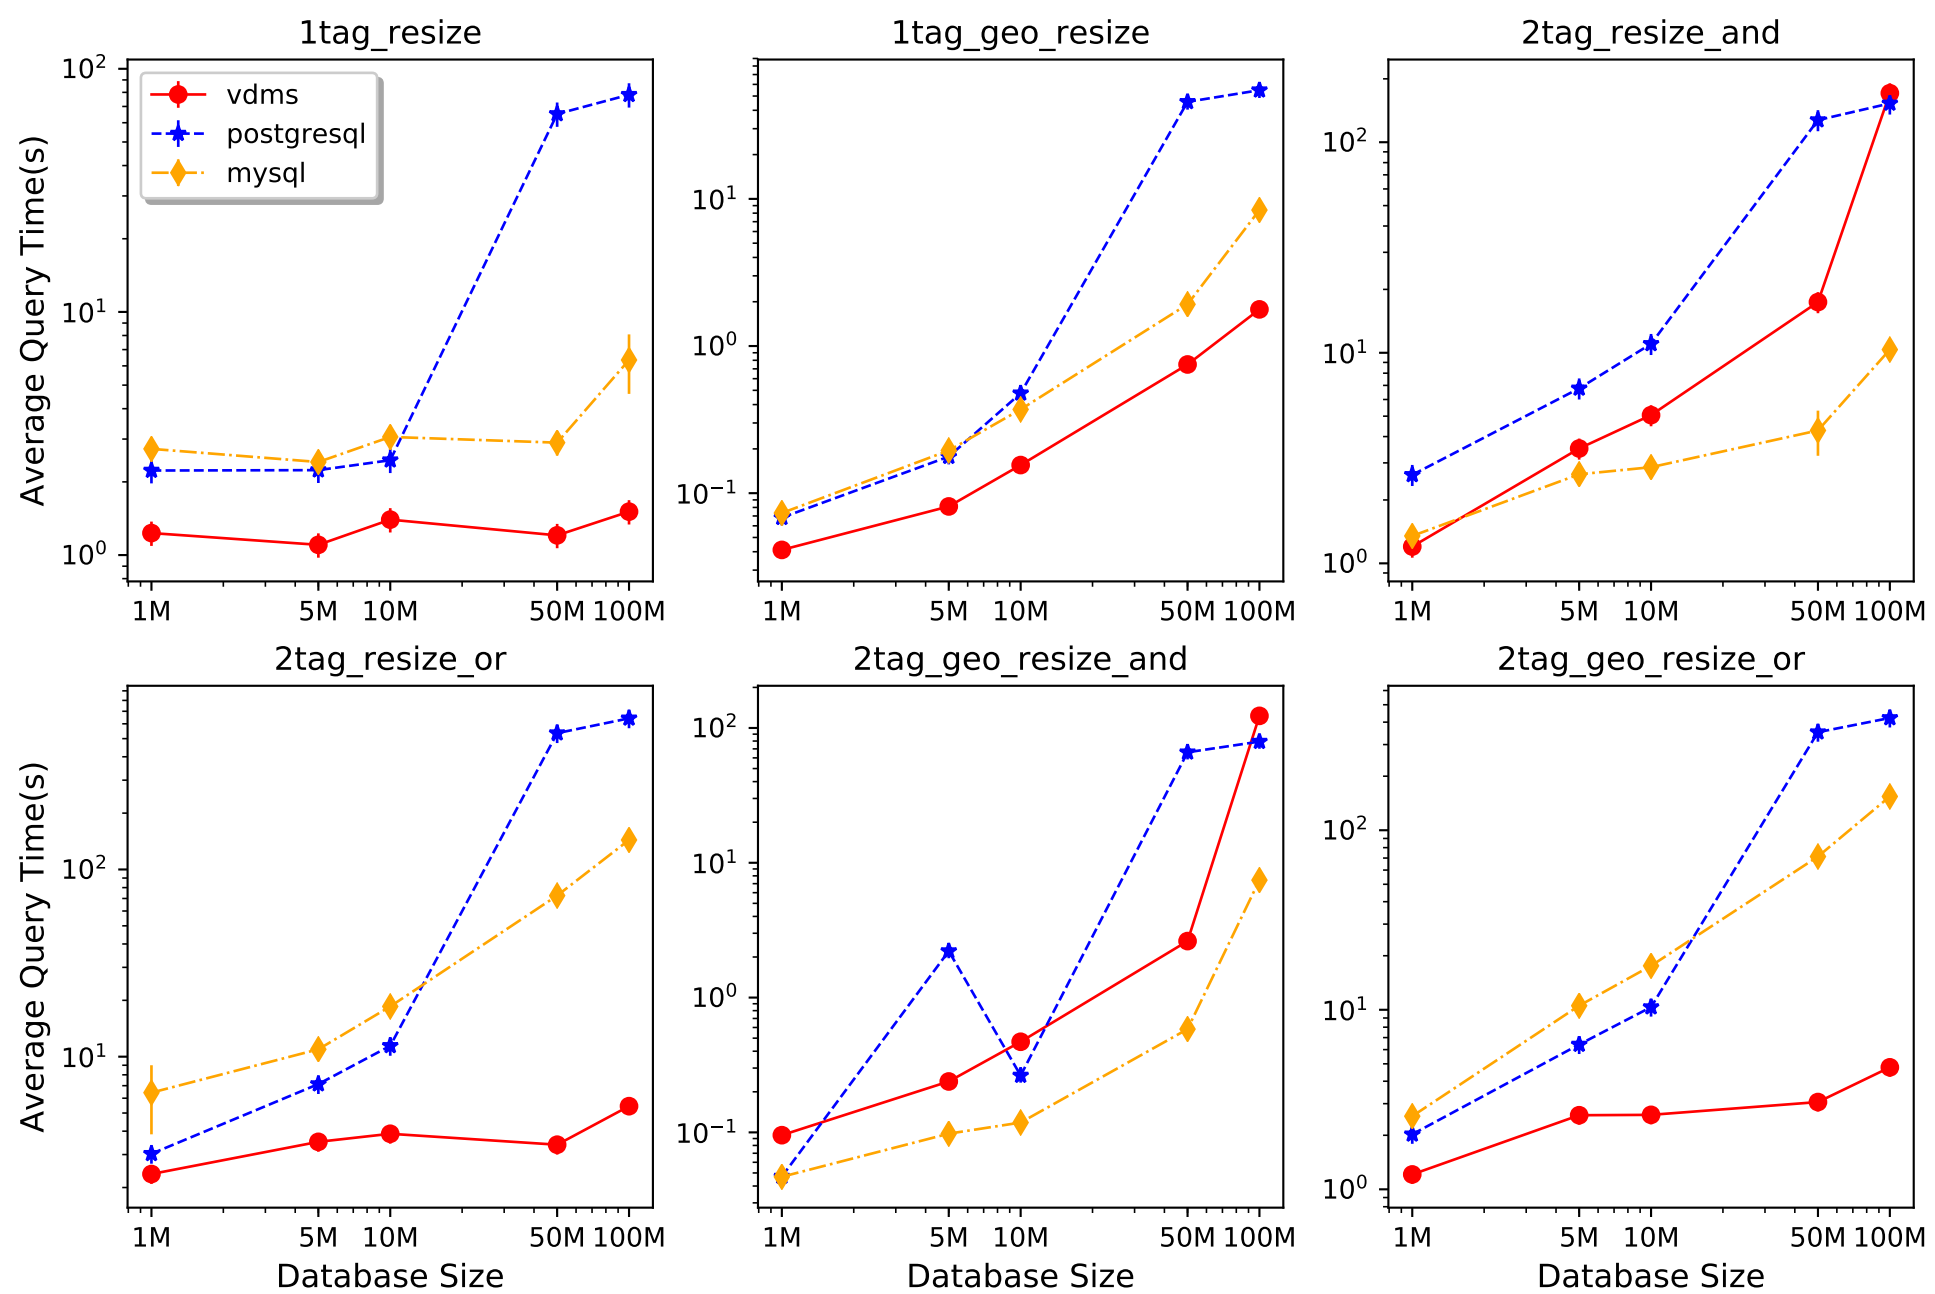 1tag_resize
Average Query Time(s)
10²
10¹
10⁰
vdms
postgresql
mysql
1M 5M 10M 50M 100M
1tag_geo_resize
10¹
10⁰
10⁻¹
1M 5M 10M 50M 100M
2tag_resize_and
10²
10¹
10⁰
1M 5M 10M 50M 100M
2tag_resize_or
Average Query Time(s)
10²
10¹
1M 5M 10M 50M 100M
Database Size
2tag_geo_resize_and
10²
10¹
10⁰
10⁻¹
1M 5M 10M 50M 100M
Database Size
2tag_geo_resize_or
10²
10¹
10⁰
1M 5M 10M 50M 100M
Database Size